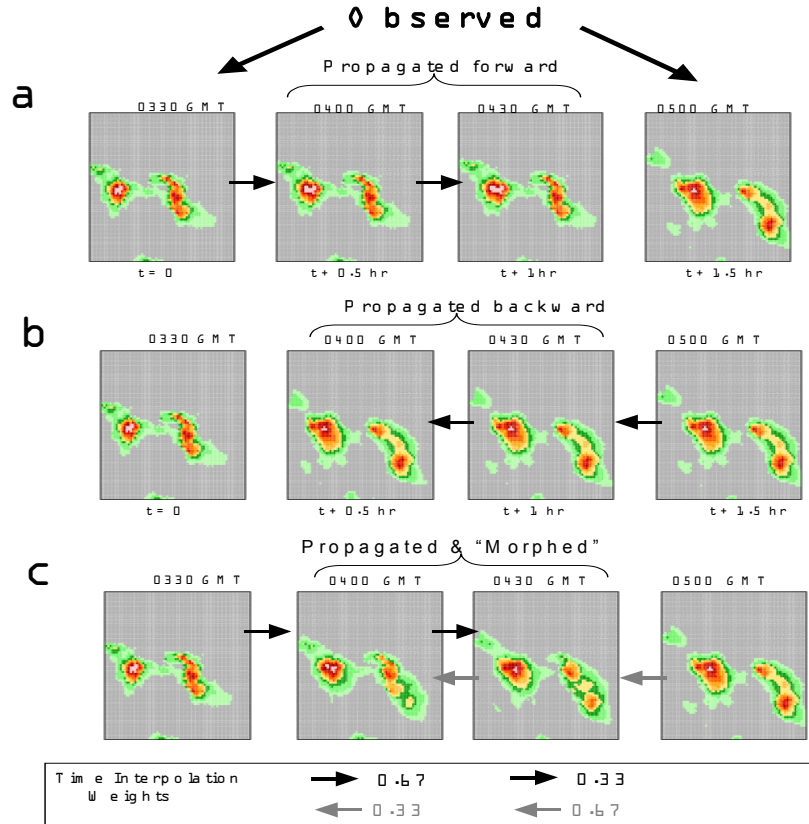 Observed
Propagated forward
a
0330 GMT 0400 GMT 0430 GMT 0500 GMT
t= 0 t+ 0.5 hr t+ 1hr t+ 1.5 hr
Propagated backward
b
0330 GMT 0400 GMT 0430 GMT 0500 GMT
t= 0 t+ 0.5 hr t+ 1 hr t+ 1.5 hr
Propagated & “Morphed”
c
0330 GMT 0400 GMT 0430 GMT 0500 GMT
Time Interpolation 0.67 0.33
Weights 0.33 0.67